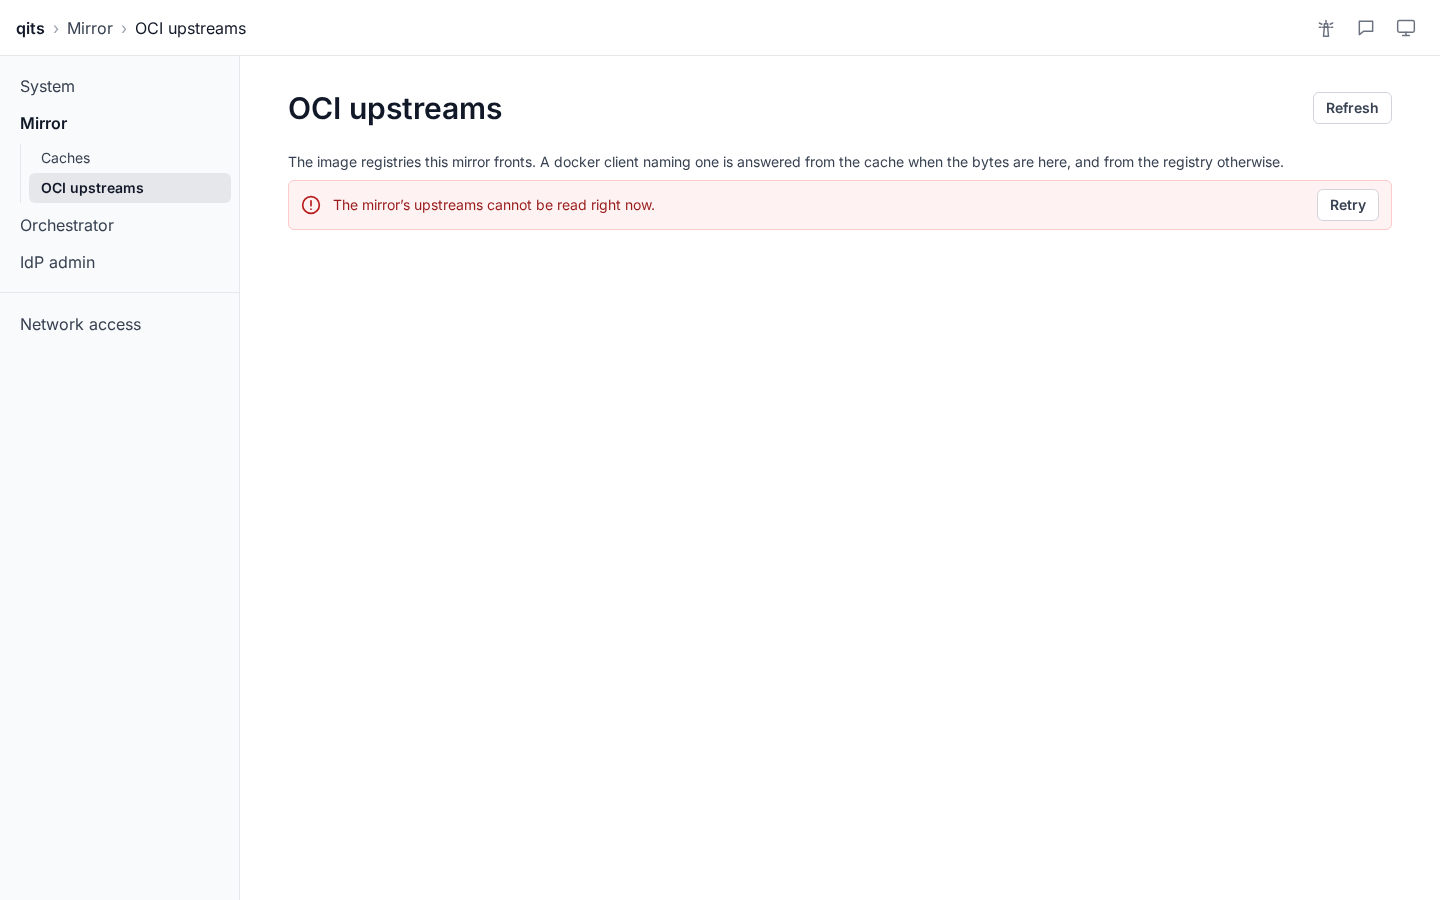 qits › Mirror › OCI upstreams
System
Mirror
Caches
OCI upstreams
Orchestrator
IdP admin
Network access
OCI upstreams
Refresh
The image registries this mirror fronts. A docker client naming one is answered from the cache when the bytes are here, and from the registry otherwise.
The mirror’s upstreams cannot be read right now.
Retry